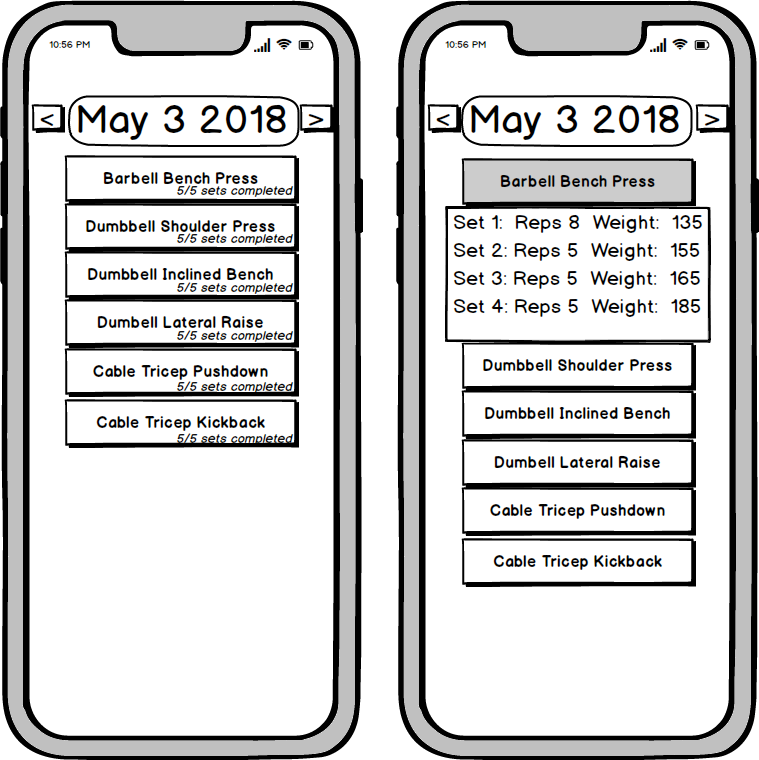 10:56 PM
< May 3 2018 >
Barbell Bench Press
5/5 sets completed
Dumbbell Shoulder Press
5/5 sets completed
Dumbbell Inclined Bench
5/5 sets completed
Dumbell Lateral Raise
5/5 sets completed
Cable Tricep Pushdown
5/5 sets completed
Cable Tricep Kickback
5/5 sets completed
10:56 PM
< May 3 2018 >
Barbell Bench Press
Set 1: Reps 8 Weight: 135
Set 2: Reps 5 Weight: 155
Set 3: Reps 5 Weight: 165
Set 4: Reps 5 Weight: 185
Dumbbell Shoulder Press
Dumbbell Inclined Bench
Dumbell Lateral Raise
Cable Tricep Pushdown
Cable Tricep Kickback